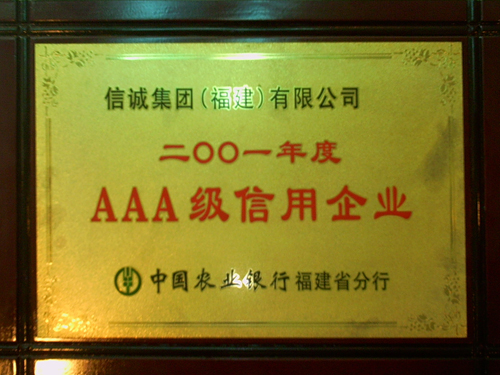 信诚集团(福建)有限公司
二〇〇一年度
AAA级信用企业
中国农业银行福建省分行